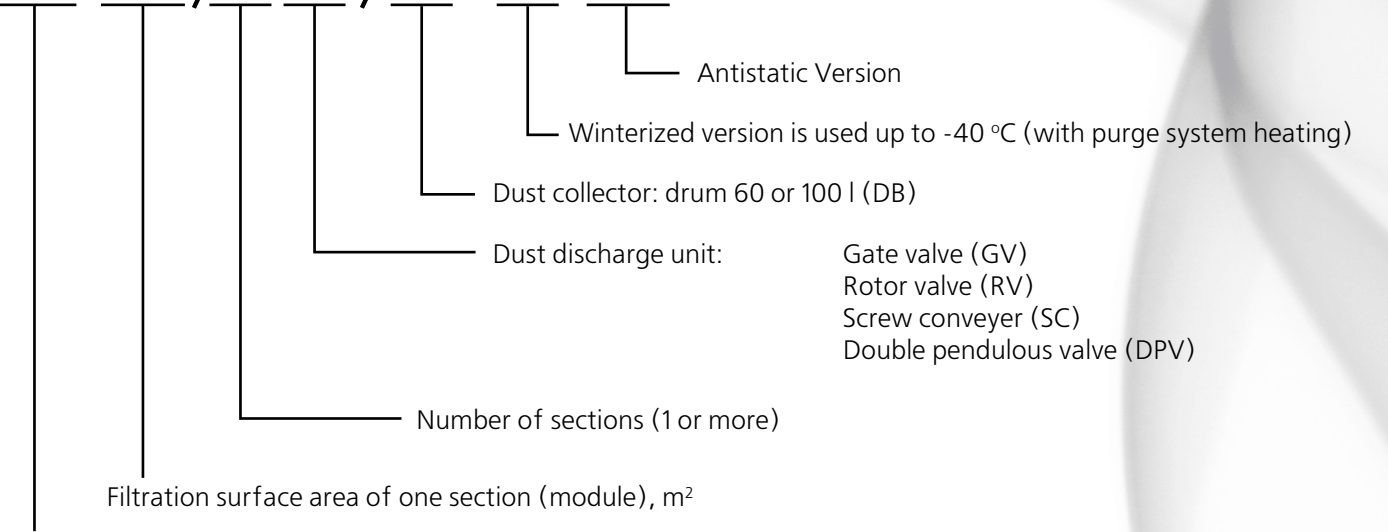 Antistatic Version
Winterized version is used up to -40 ºC (with purge system heating)
Dust collector: drum 60 or 100 l (DB)
Dust discharge unit: Gate valve (GV)
Rotor valve (RV)
Screw conveyer (SC)
Double pendulous valve (DPV)
Number of sections (1 or more)
Filtration surface area of one section (module), m²